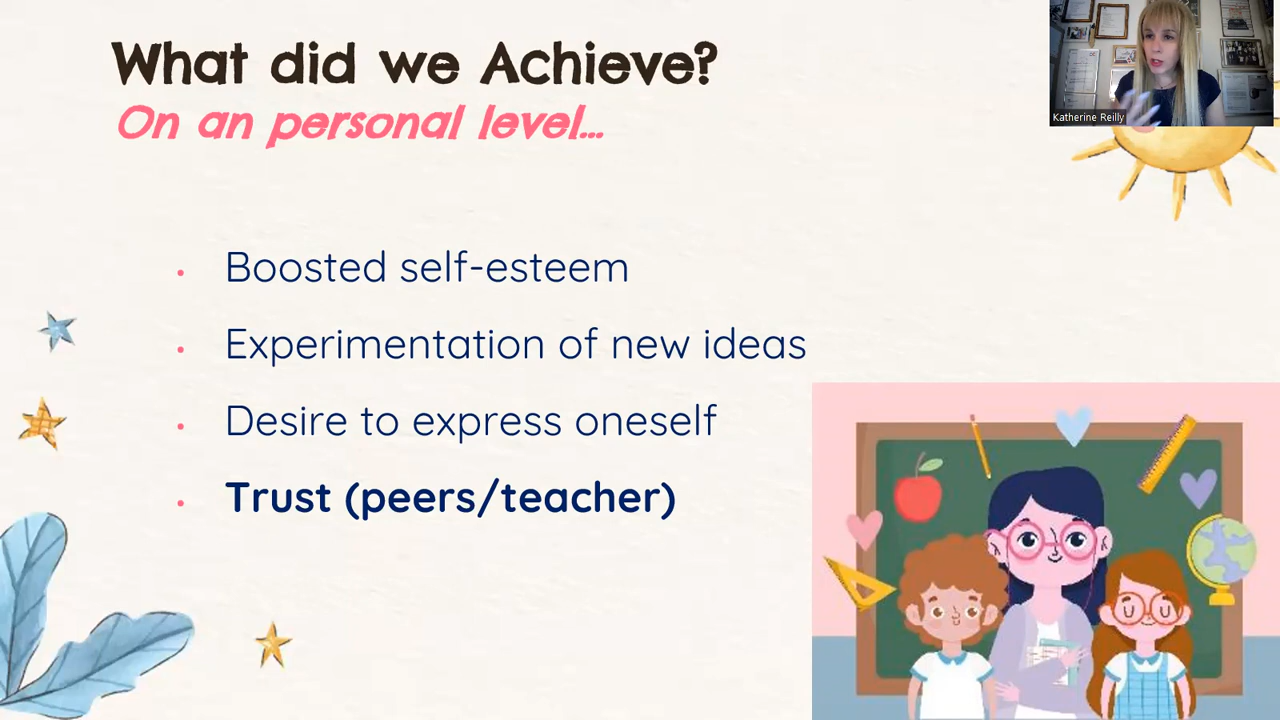 What did we Achieve?
On an personal level...
Katherine Reilly
• Boosted self-esteem
• Experimentation of new ideas
• Desire to express oneself
• Trust (peers/teacher)